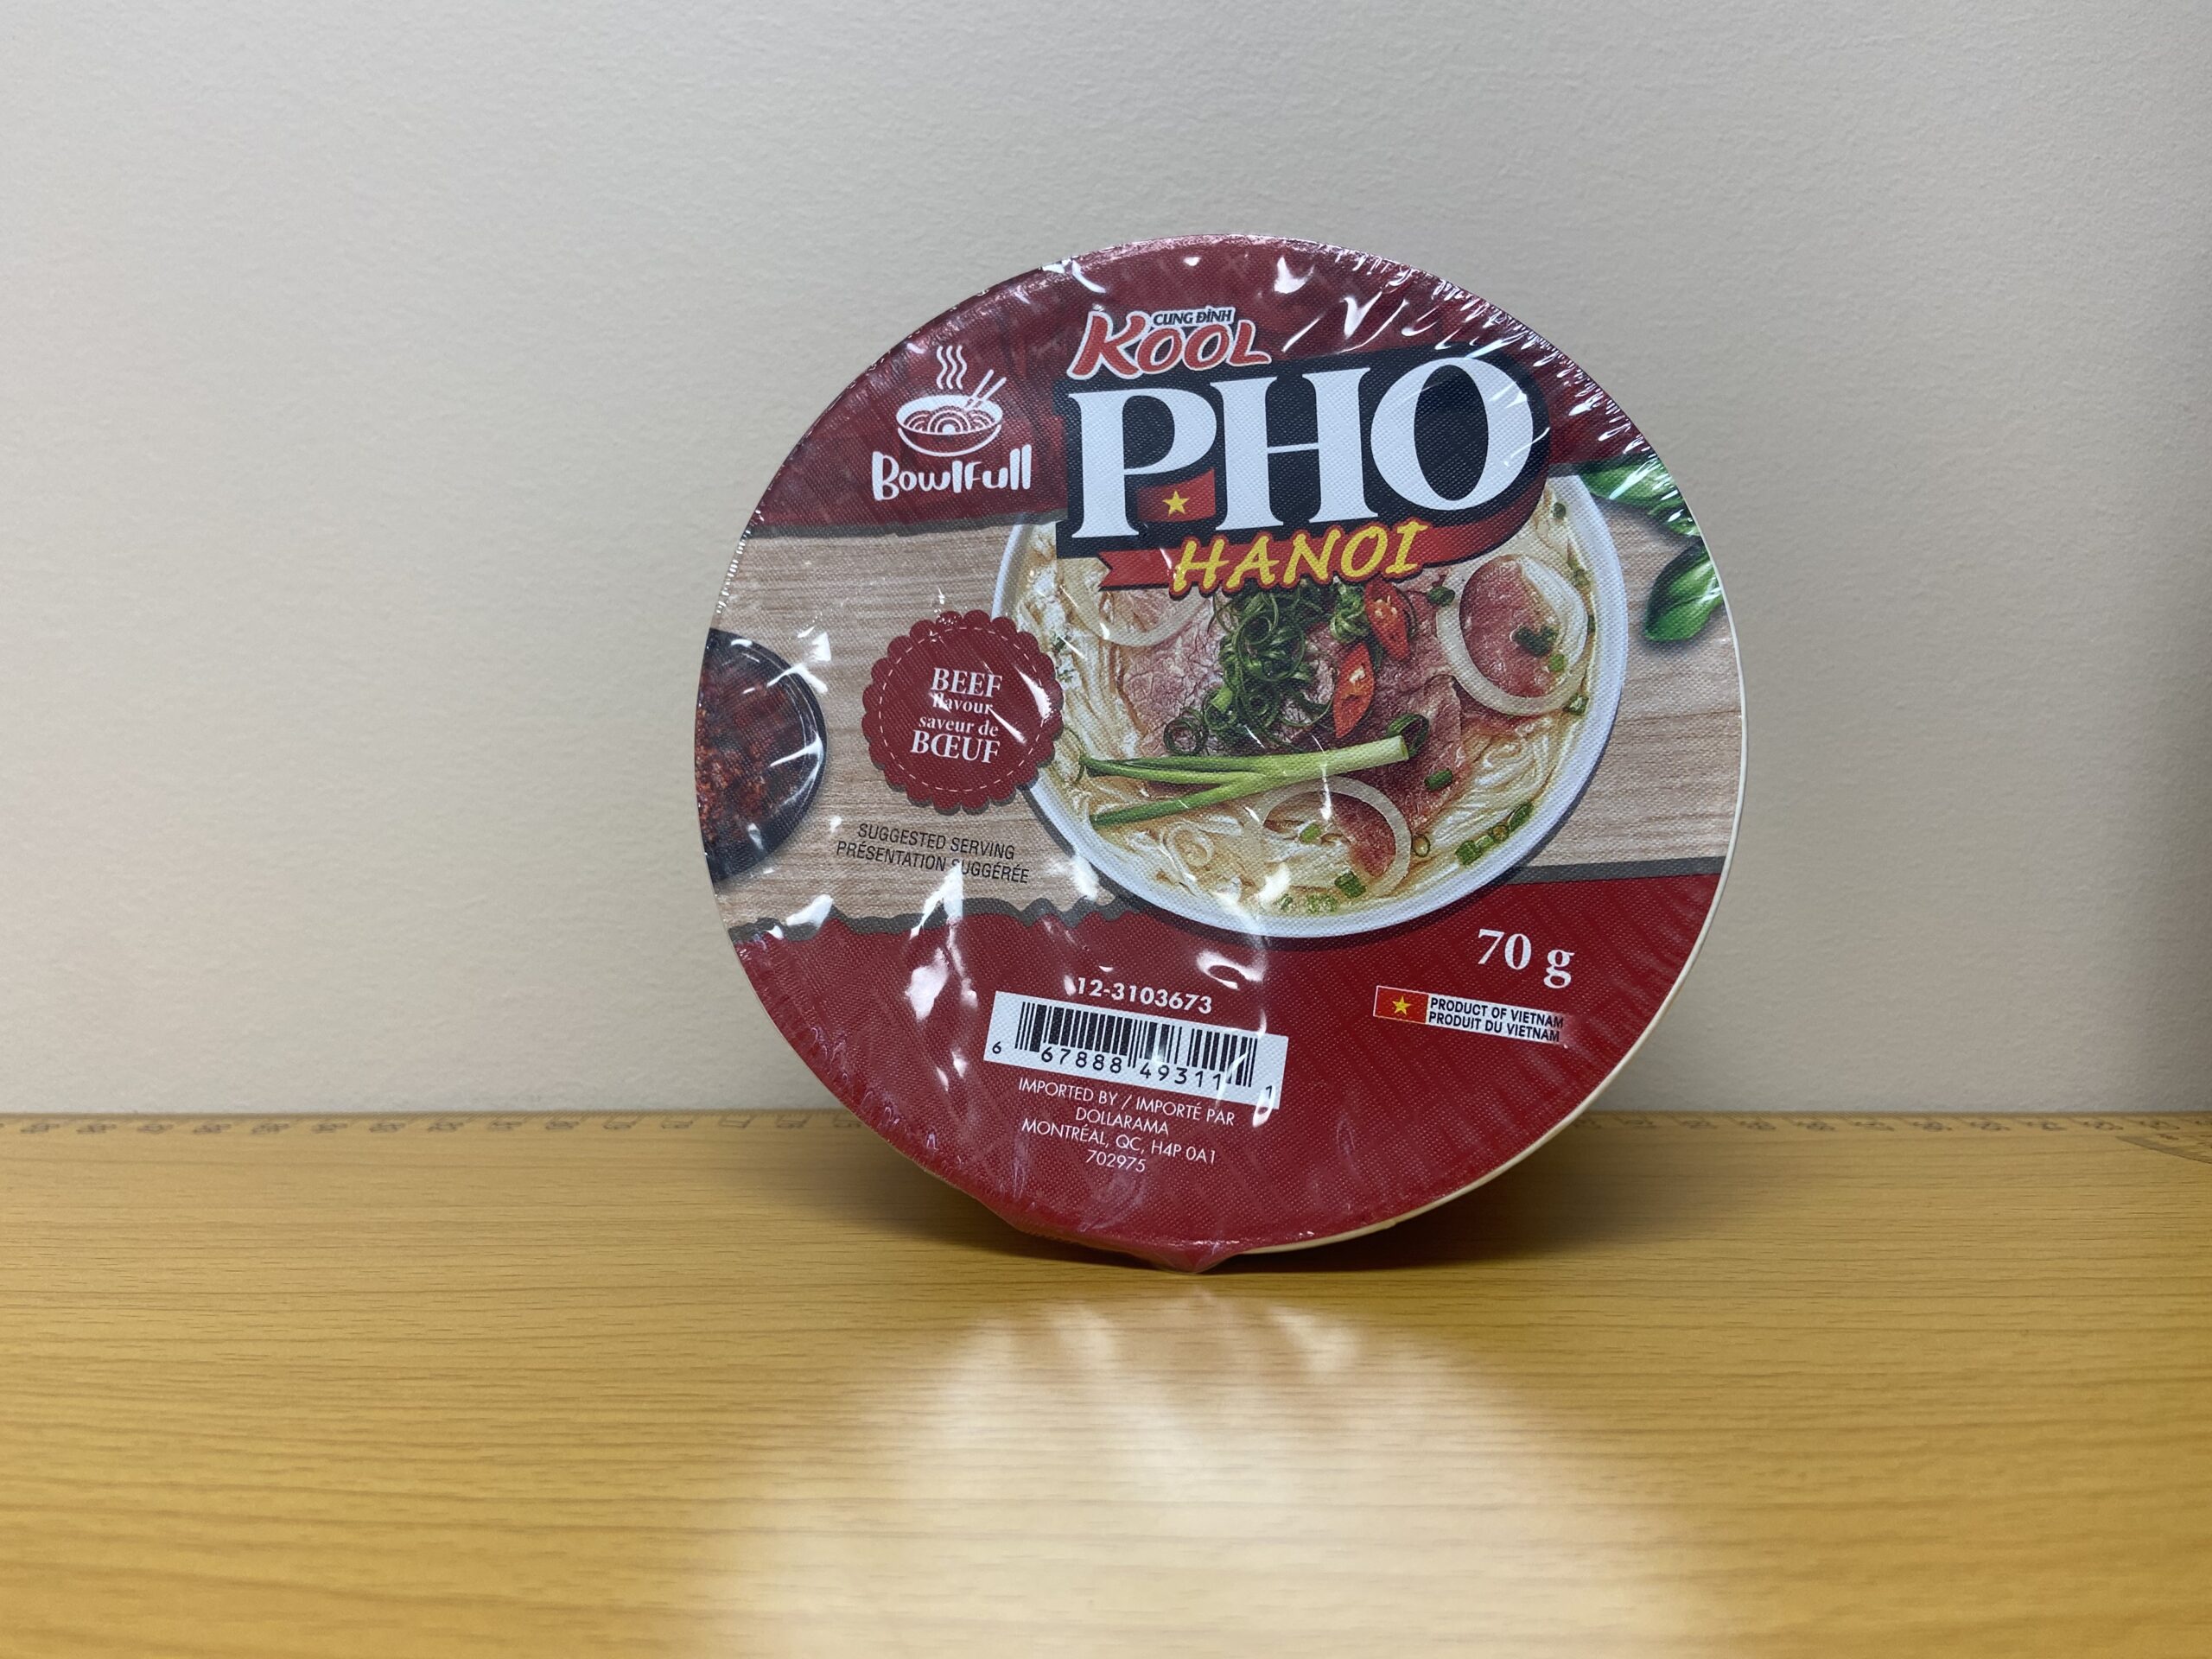 CUNG ĐÌNH
KOOL
PHO
HANOI
BowlFull
BEEF
flavour
saveur de
BŒUF
SUGGESTED SERVING
PRÉSENTATION SUGGÉRÉE
70 g
PRODUCT OF VIETNAM
PRODUIT DU VIETNAM
12-3103673
6 67888 49311 1
IMPORTED BY / IMPORTÉ PAR
DOLLARAMA
MONTRÉAL, QC, H4P 0A1
702975